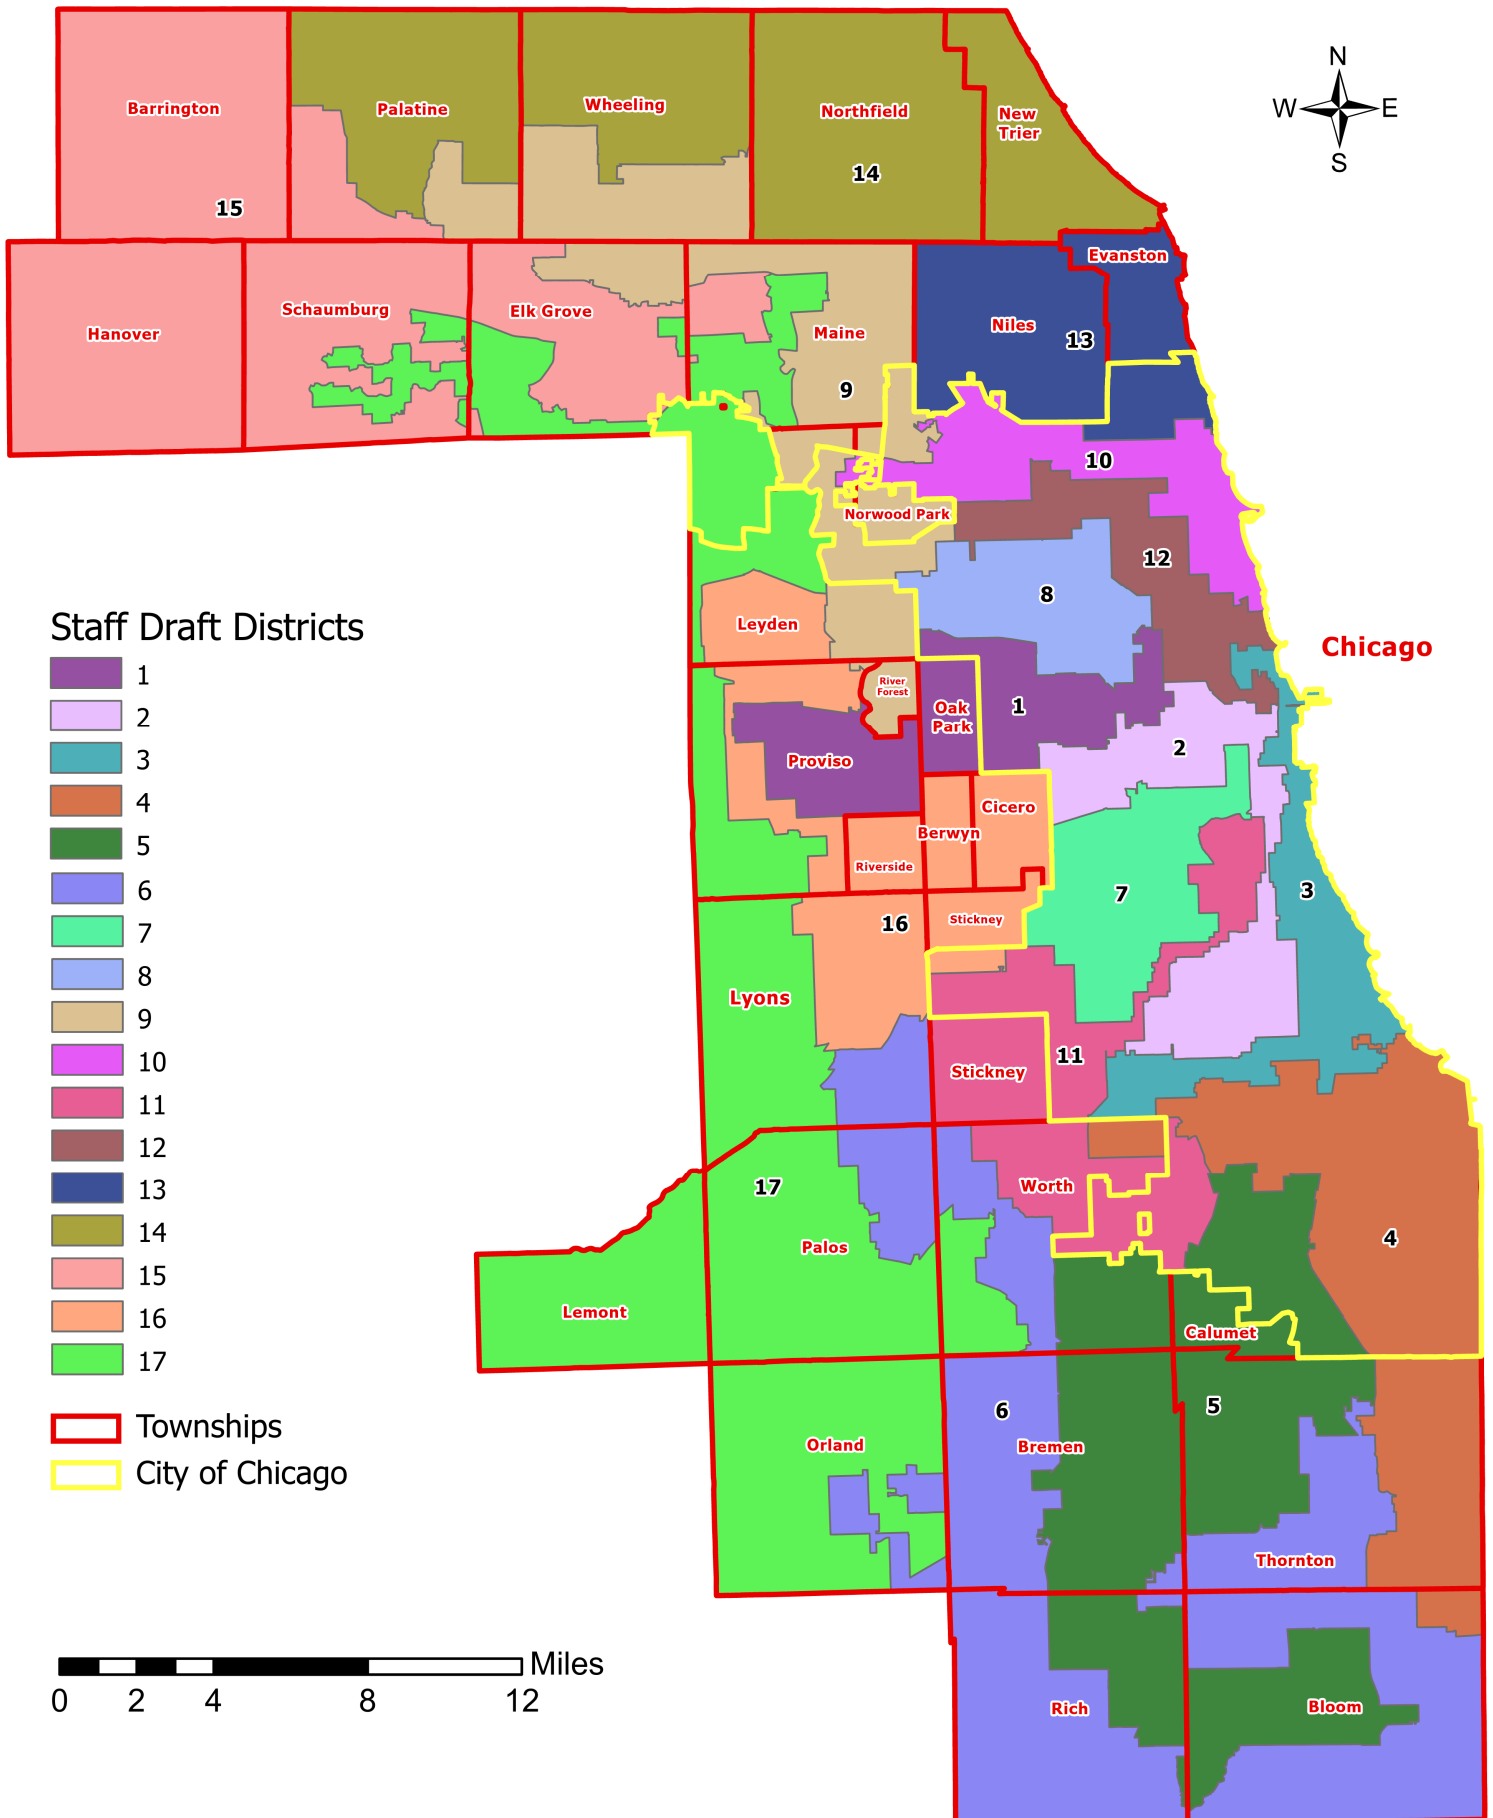 N
W E
S
Barrington
Palatine
Wheeling
Northfield
New
Trier
14
15
Evanston
Schaumburg
Elk Grove
Hanover
Maine
Niles
13
9
10
Norwood Park
12
8
Leyden
Chicago
River
Forest
Oak
Park
1
2
Proviso
Cicero
Berwyn
Riverside
7
3
16
Stickney
Lyons
11
Stickney
17
Worth
Palos
4
Lemont
Calumet
6
5
Orland
Bremen
Thornton
Rich
Bloom
Staff Draft Districts
1
2
3
4
5
6
7
8
9
10
11
12
13
14
15
16
17
Townships
City of Chicago
Miles
0 2 4 8 12